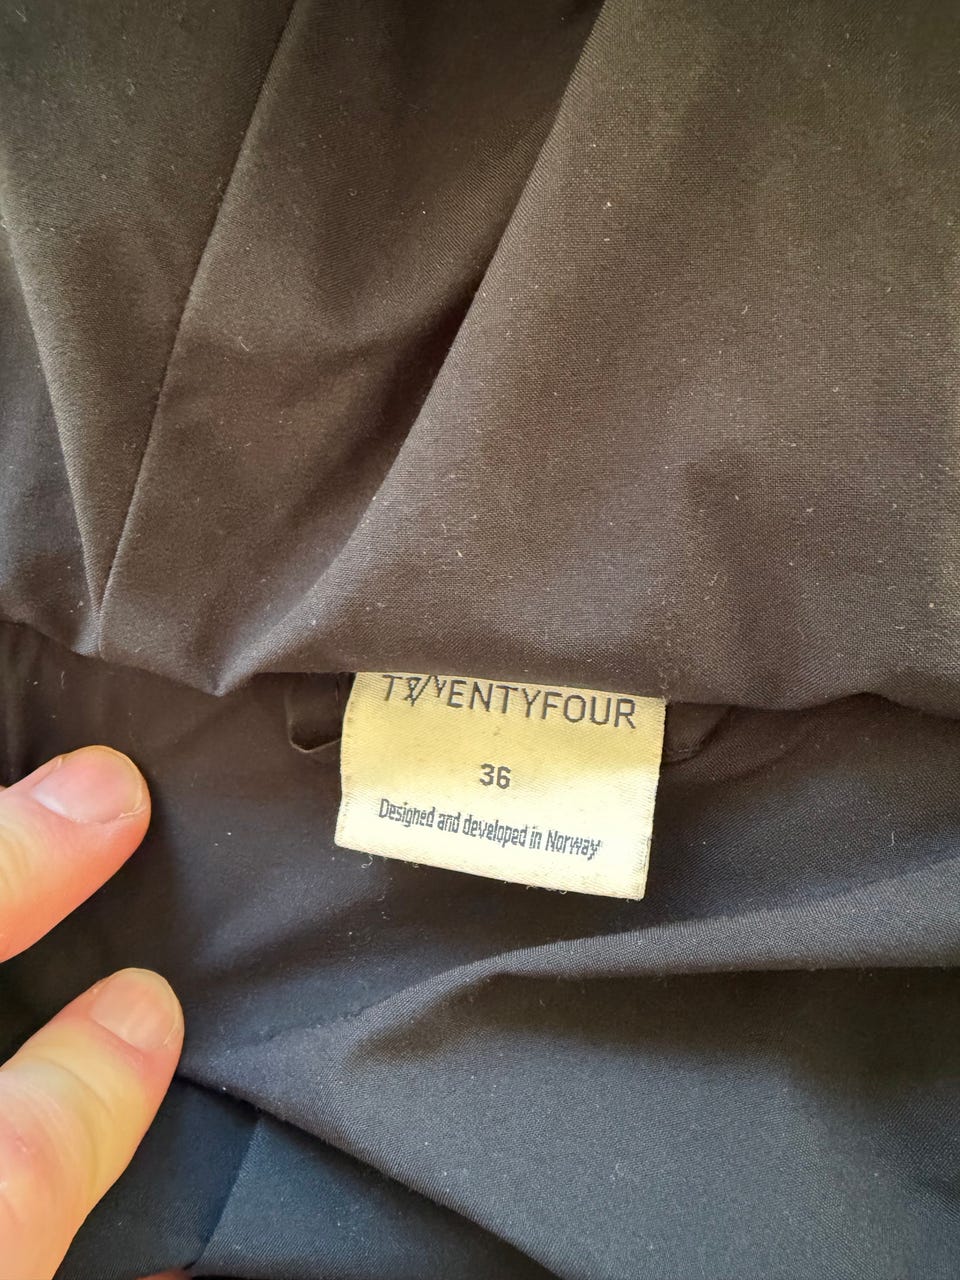 TWENTYFOUR
36
Designed and developed in Norway